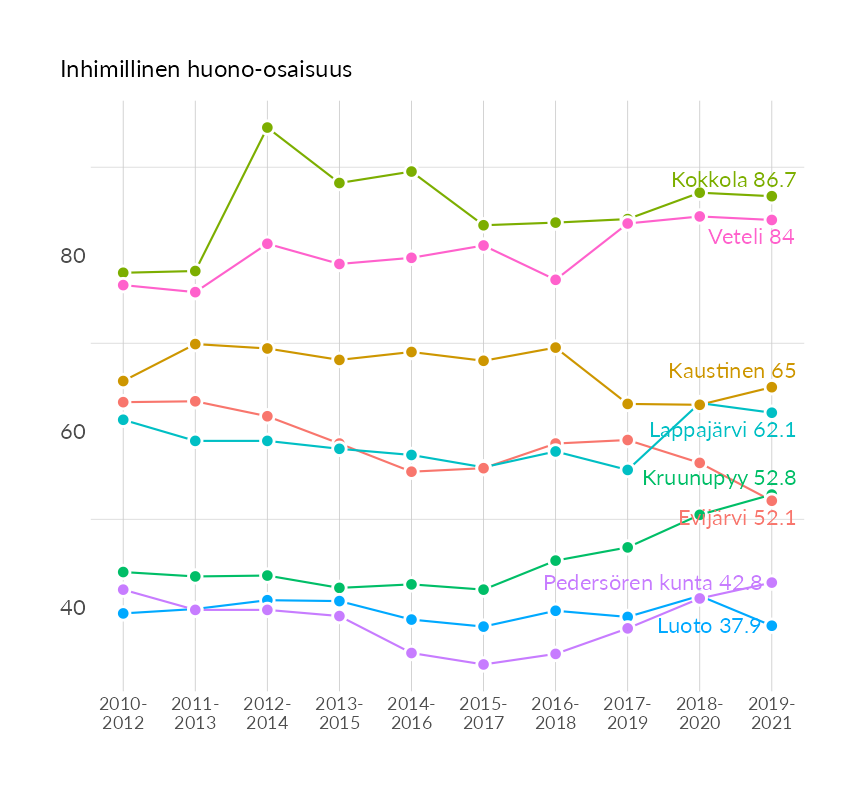 Inhimillinen huono-osaisuus
Kokkola 86.7
Veteli 84
80
Kaustinen 65
60
Lappajärvi 62.1
Kruunupyy 52.8
Evijärvi 52.1
Pedersören kunta 42.8
40
Luoto 37.9
2010- 2011- 2012- 2013- 2014- 2015- 2016- 2017- 2018- 2019-
2012 2013 2014 2015 2016 2017 2018 2019 2020 2021